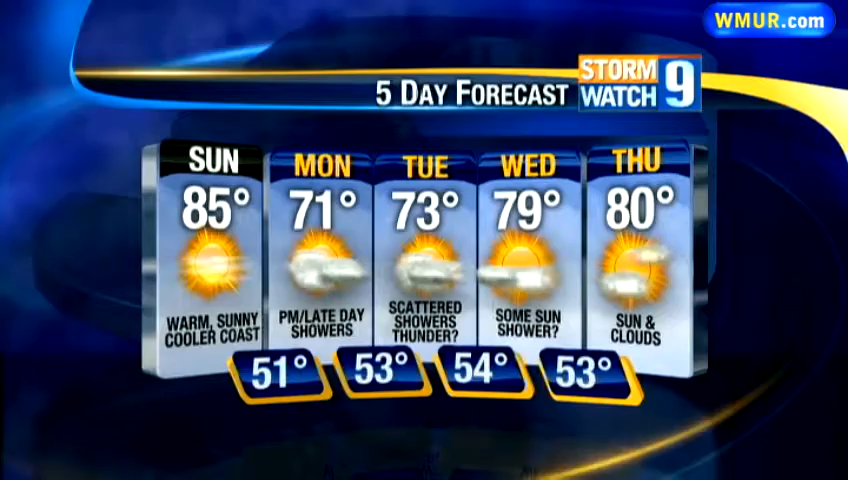 WMUR.com
5 DAY FORECAST
STORM
WATCH 9
SUN MON TUE WED THU
85° 71° 73° 79° 80°
WARM, SUNNY
COOLER COAST
PM/LATE DAY
SHOWERS
SCATTERED
SHOWERS
THUNDER?
SOME SUN
SHOWER?
SUN &
CLOUDS
51° 53° 54° 53°